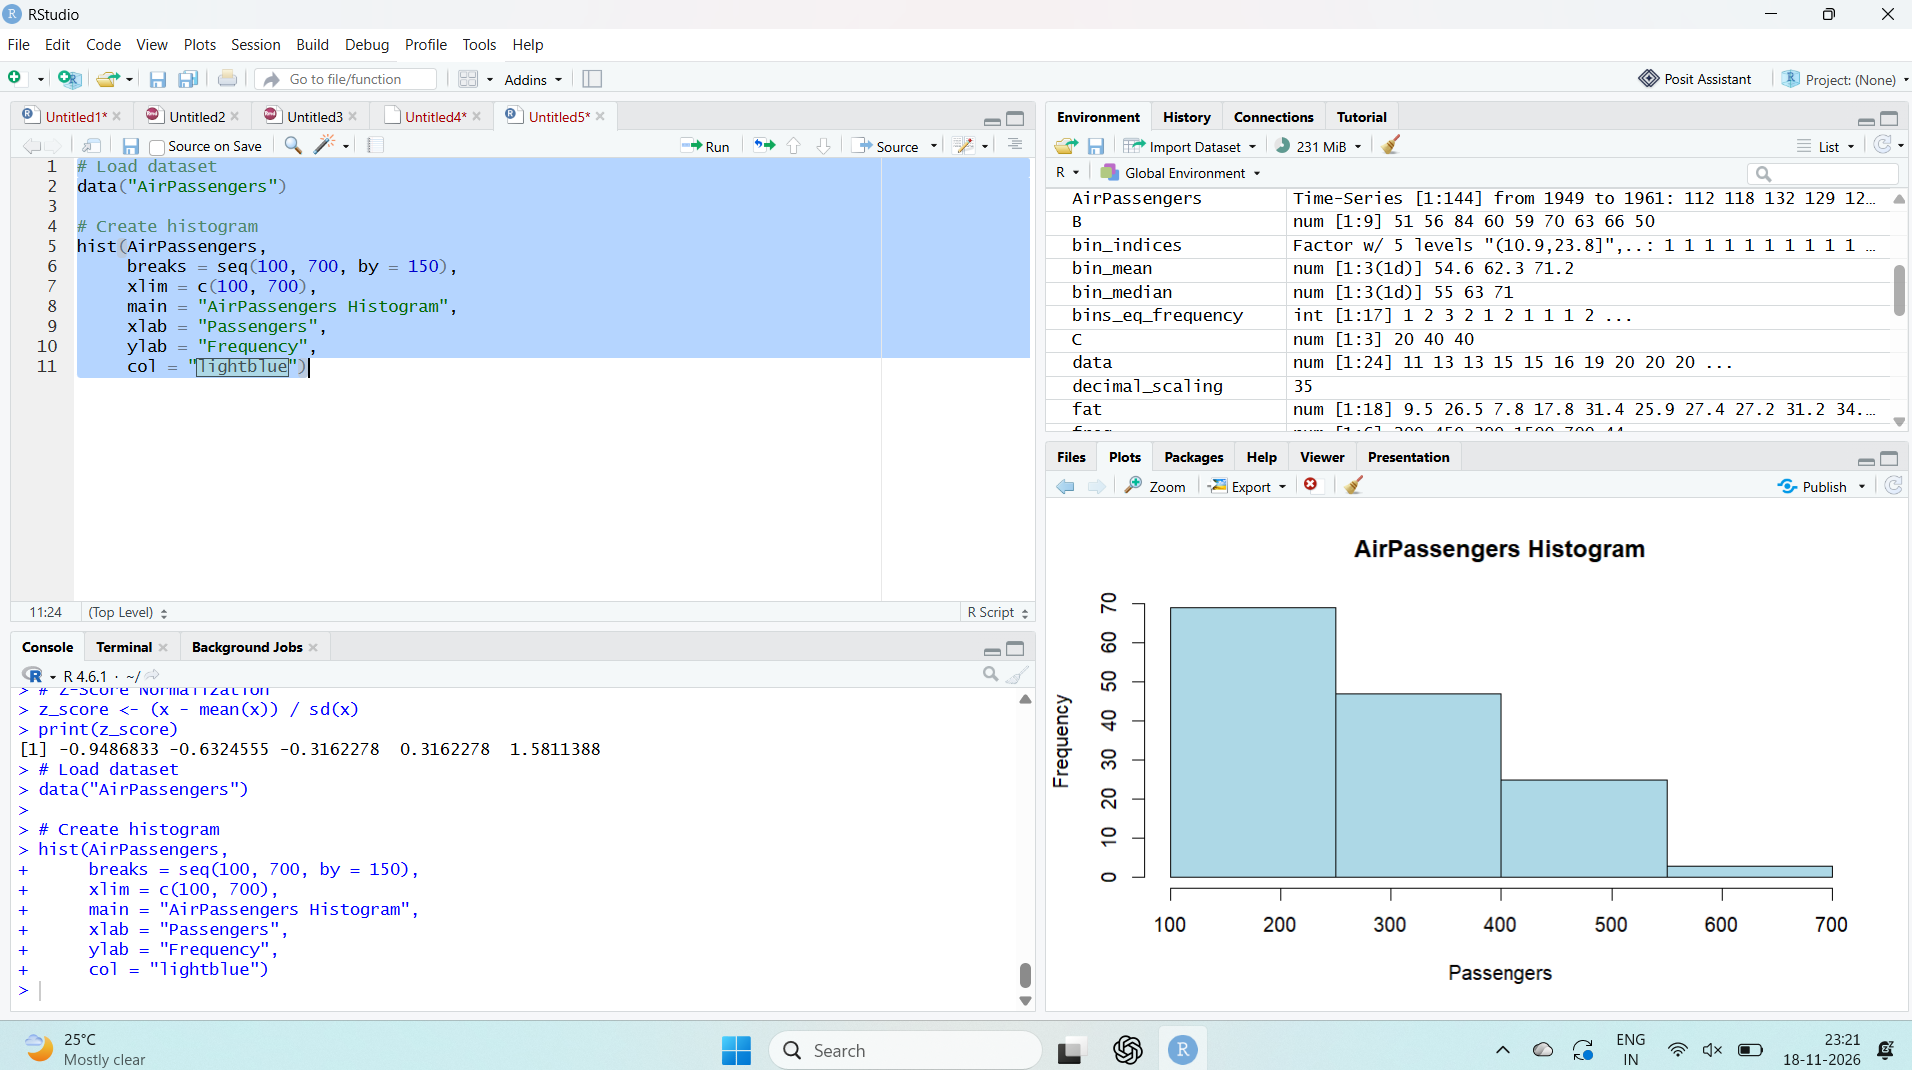 RStudio
File Edit Code View Plots Session Build Debug Profile Tools Help
Go to file/function Addins Posit Assistant Project: (None)
Untitled1* Untitled2 Untitled3 Untitled4* Untitled5*
Source on Save Run Source
1 # Load dataset
2 data("AirPassengers")
3
4 # Create histogram
5 hist(AirPassengers,
6 breaks = seq(100, 700, by = 150),
7 xlim = c(100, 700),
8 main = "AirPassengers Histogram",
9 xlab = "Passengers",
10 ylab = "Frequency",
11 col = "lightblue")
11:24 (Top Level) R Script
Console Terminal Background Jobs
R 4.6.1 · ~/
> # Z-Score Normalization
> z_score <- (x - mean(x)) / sd(x)
> print(z_score)
[1] -0.9486833 -0.6324555 -0.3162278 0.3162278 1.5811388
> # Load dataset
> data("AirPassengers")
>
> # Create histogram
> hist(AirPassengers,
+ breaks = seq(100, 700, by = 150),
+ xlim = c(100, 700),
+ main = "AirPassengers Histogram",
+ xlab = "Passengers",
+ ylab = "Frequency",
+ col = "lightblue")
>
Environment History Connections Tutorial
Import Dataset 231 MiB List
R Global Environment
AirPassengers Time-Series [1:144] from 1949 to 1961: 112 118 132 129 12…
B num [1:9] 51 56 84 60 59 70 63 66 50
bin_indices Factor w/ 5 levels "(10.9,23.8]",..: 1 1 1 1 1 1 1 1 1 1 …
bin_mean num [1:3(1d)] 54.6 62.3 71.2
bin_median num [1:3(1d)] 55 63 71
bins_eq_frequency int [1:17] 1 2 3 2 1 2 1 1 1 2 ...
C num [1:3] 20 40 40
data num [1:24] 11 13 13 15 15 16 19 20 20 20 ...
decimal_scaling 35
fat num [1:18] 9.5 26.5 7.8 17.8 31.4 25.9 27.4 27.2 31.2 34.…
freq num [1:6] 200 450 300 1500 700 44
Files Plots Packages Help Viewer Presentation
Zoom Export Publish
AirPassengers Histogram
Frequency
70
60
50
40
30
20
10
0
100 200 300 400 500 600 700
Passengers
25°C
Mostly clear
Search
ENG
IN
23:21
18-11-2026